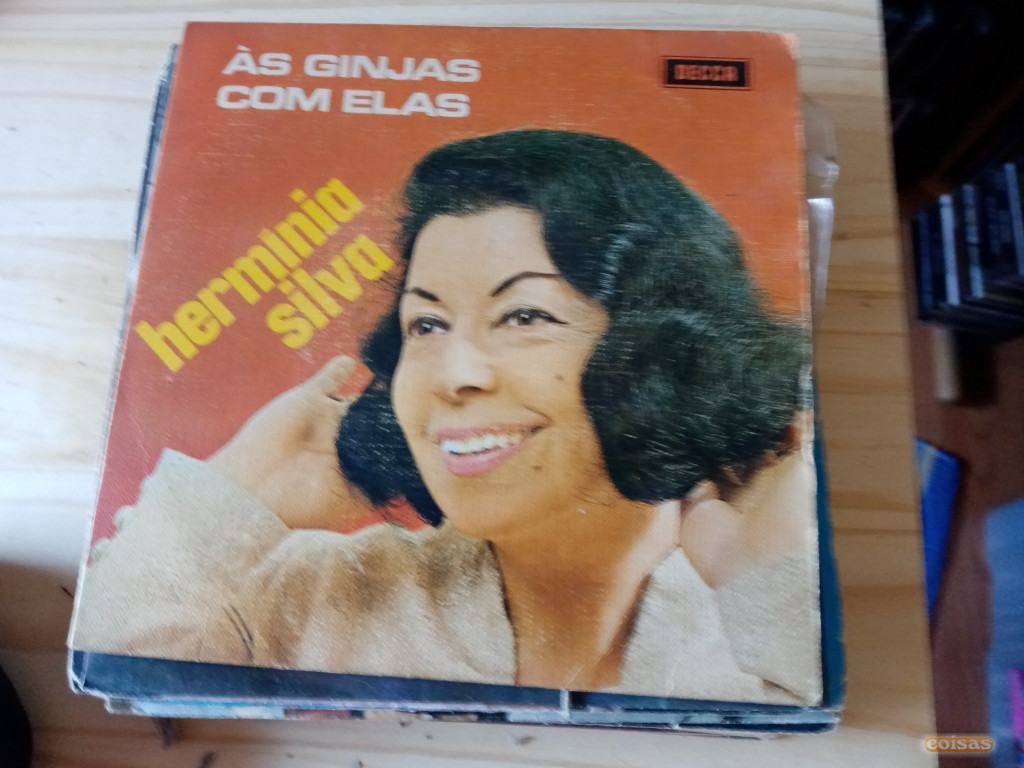 ÀS GINJAS
COM ELAS
DECCA
herminia
silva
coisas